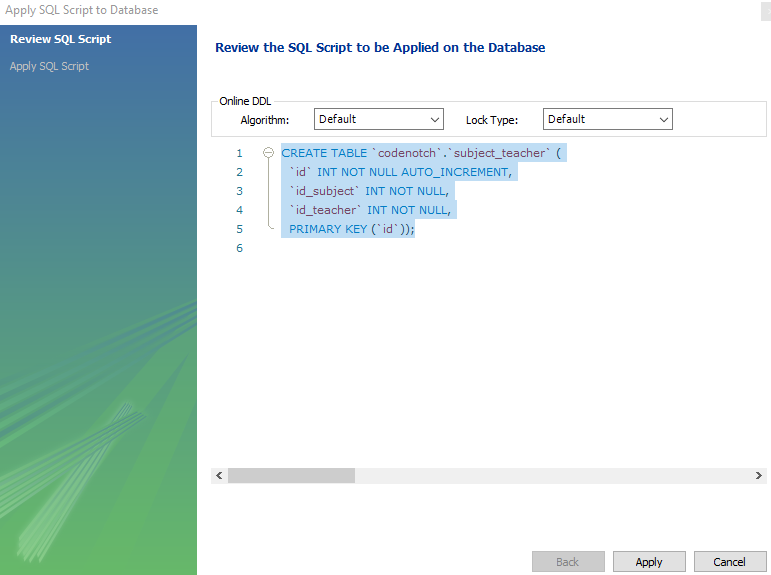 Apply SQL Script to Database
Review SQL Script
Apply SQL Script
Review the SQL Script to be Applied on the Database
Online DDL
Algorithm: Default Lock Type: Default
1 CREATE TABLE `codenotch`.`subject_teacher` (
2 `id` INT NOT NULL AUTO_INCREMENT,
3 `id_subject` INT NOT NULL,
4 `id_teacher` INT NOT NULL,
5 PRIMARY KEY (`id`));
6
Back Apply Cancel